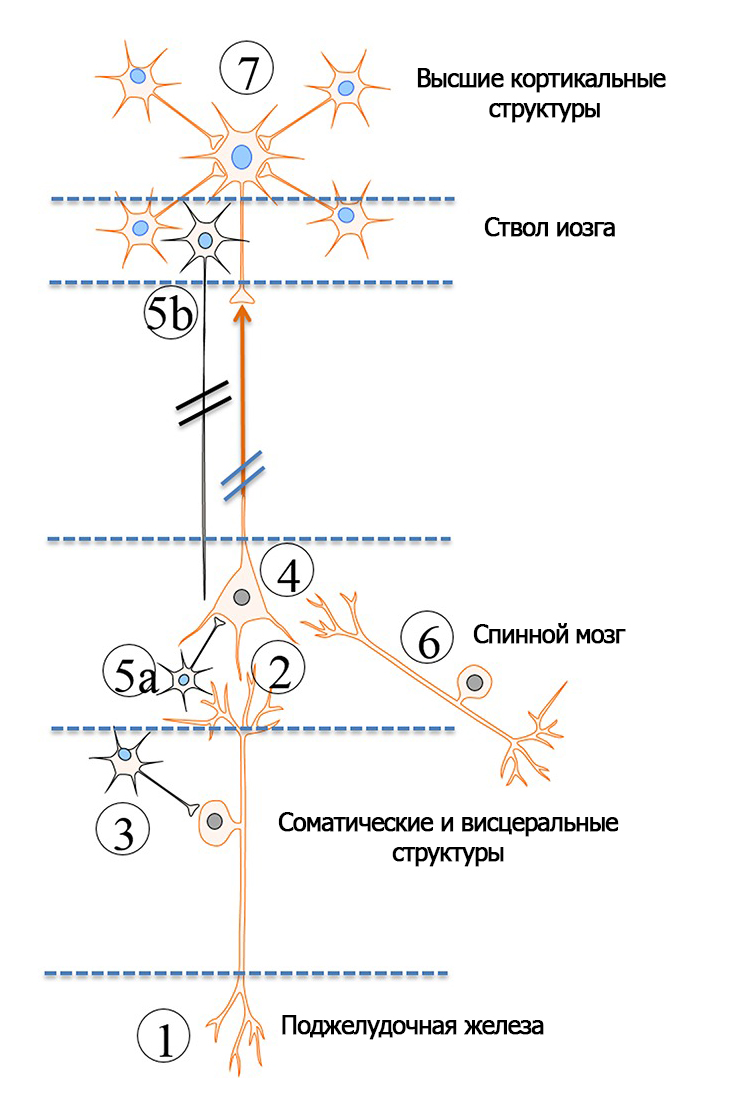 7
Высшие кортикальные
структуры
Ствол иозга
5b
4
6
Спинной мозг
5a
2
3
Соматические и висцеральные
структуры
1
Поджелудочная железа